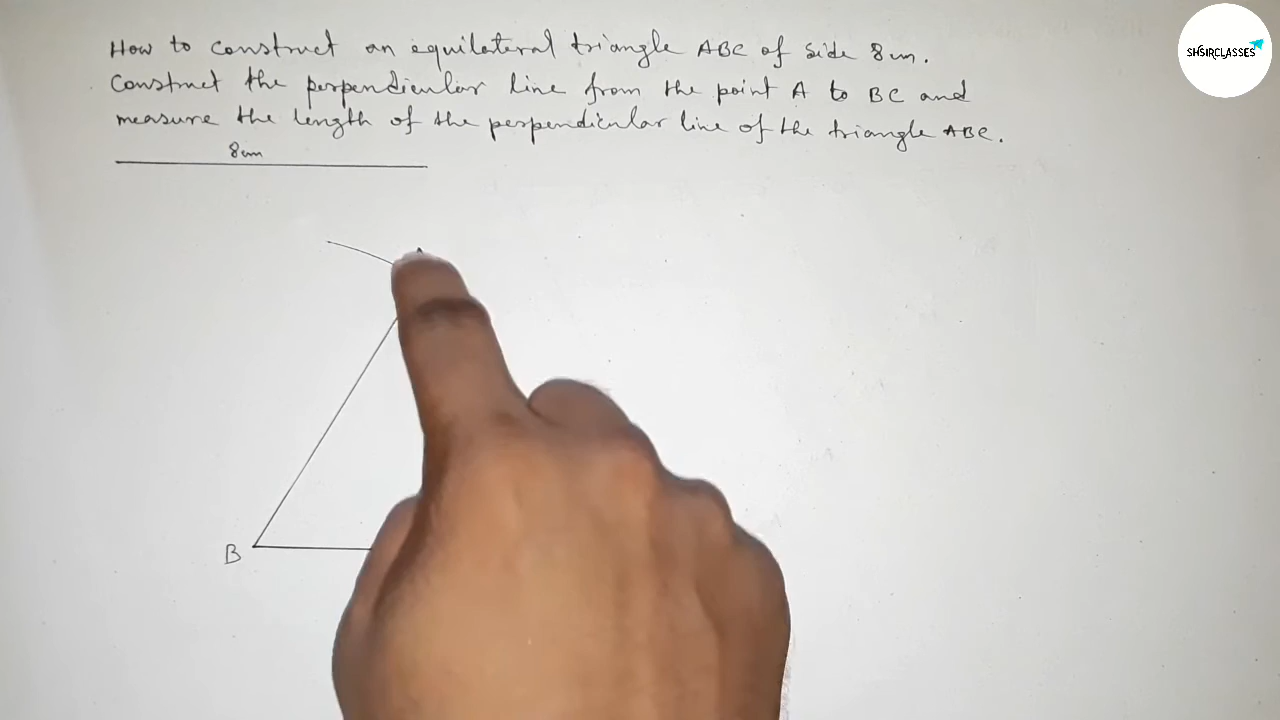 How to construct an equilateral triangle ABC of side 8cm.
Construct the perpendicular line from the point A to BC and
measure the length of the perpendicular line of the triangle ABC.
8cm
A
B
SHSIRCLASSES